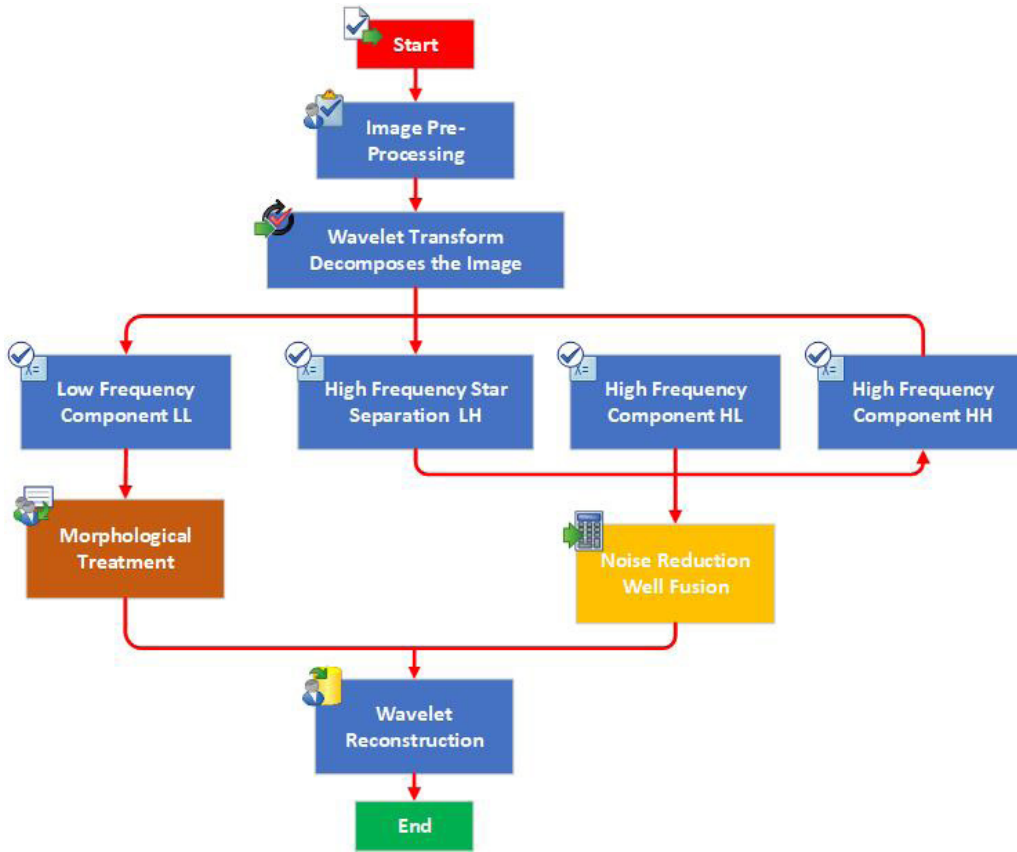 Start
Image Pre-
Processing
Wavelet Transform
Decomposes the Image
Low Frequency
Component LL
High Frequency Star
Separation LH
High Frequency
Component HL
High Frequency
Component HH
Morphological
Treatment
Noise Reduction
Well Fusion
Wavelet
Reconstruction
End